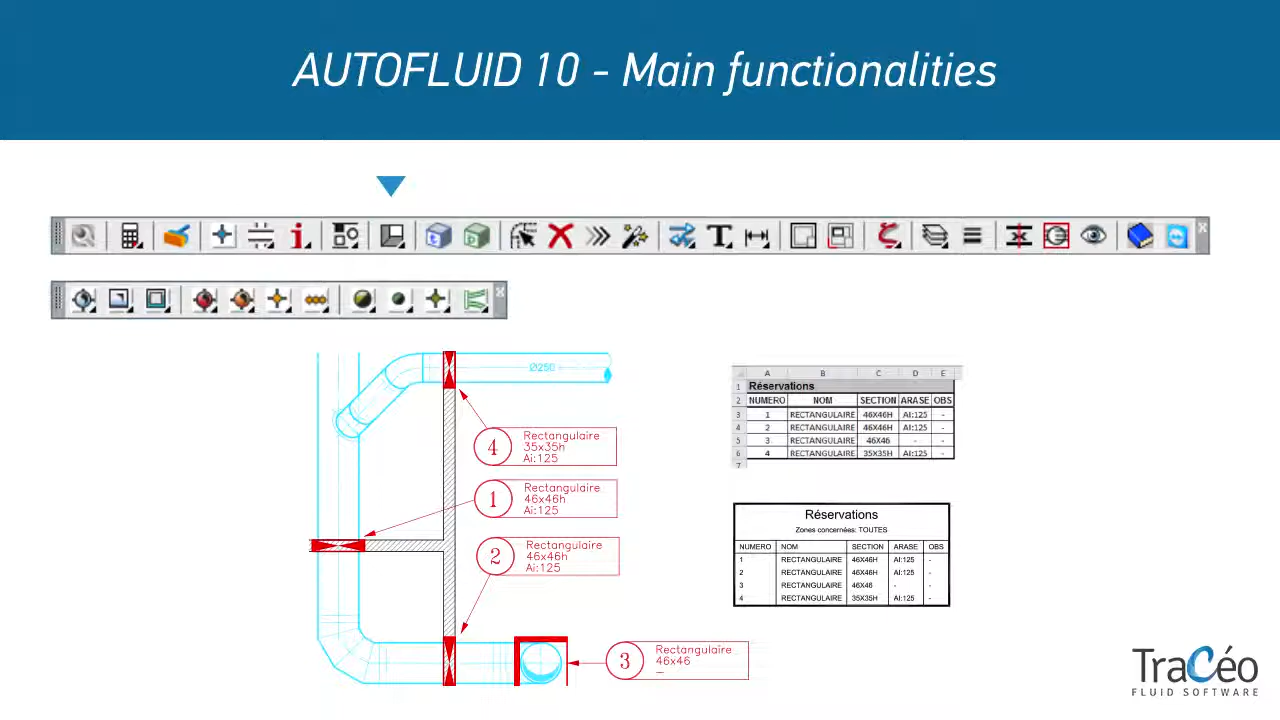 AUTOFLUID 10 - Main functionalities
Ø250
4
Rectangulaire
35x35h
Ai:125
1
Rectangulaire
46x46h
Ai:125
2
Rectangulaire
46x46h
Ai:125
3
Rectangulaire
46x46
—
A B C D E
1 Réservations
2 NUMERO NOM SECTION ARASE OBS
3 1 RECTANGULAIRE 46X46H AI:125 -
4 2 RECTANGULAIRE 46X46H AI:125 -
5 3 RECTANGULAIRE 46X46 - -
6 4 RECTANGULAIRE 35X35H AI:125 -
7
Réservations
Zones concernées: TOUTES
NUMERO NOM SECTION ARASE OBS
1 RECTANGULAIRE 46X46H AI:125 -
2 RECTANGULAIRE 46X46H AI:125 -
3 RECTANGULAIRE 46X46 - -
4 RECTANGULAIRE 35X35H AI:125 -
TraCéo
FLUID SOFTWARE